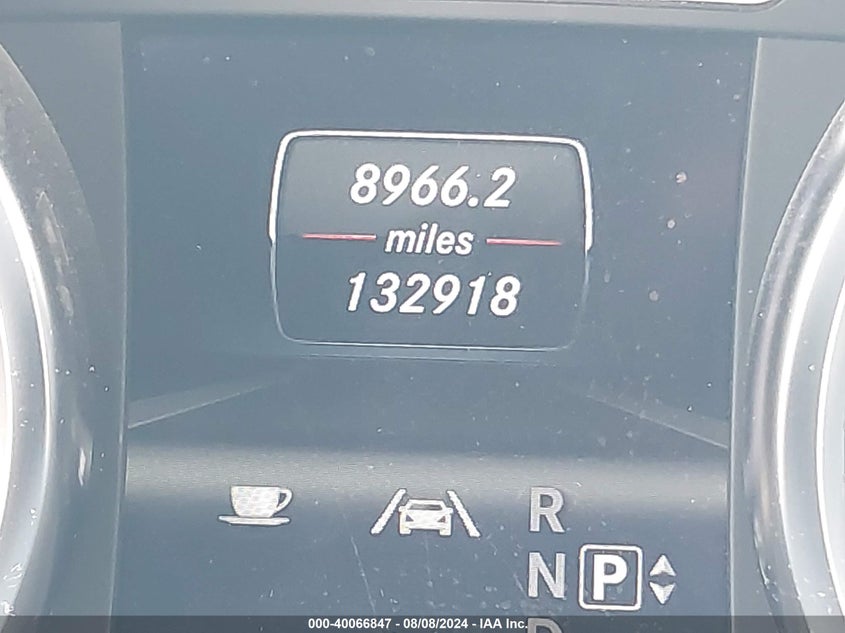 8966.2
miles
132918
R
N P
D
000-40066847 - 08/08/2024 - IAA Inc.